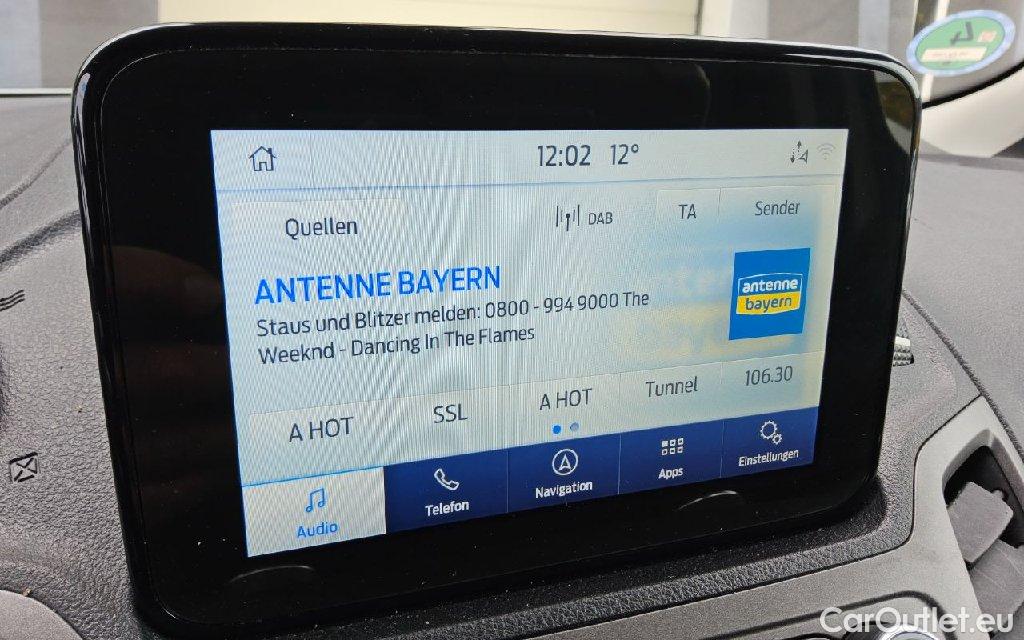 12:02 12°
Quellen
DAB
TA
Sender
ANTENNE BAYERN
Staus und Blitzer melden: 0800 - 994 9000 The
Weeknd - Dancing In The Flames
antenne
bayern
A HOT
SSL
A HOT
Tunnel
106.30
Audio
Telefon
Navigation
Apps
Einstellungen
CarOutlet.eu